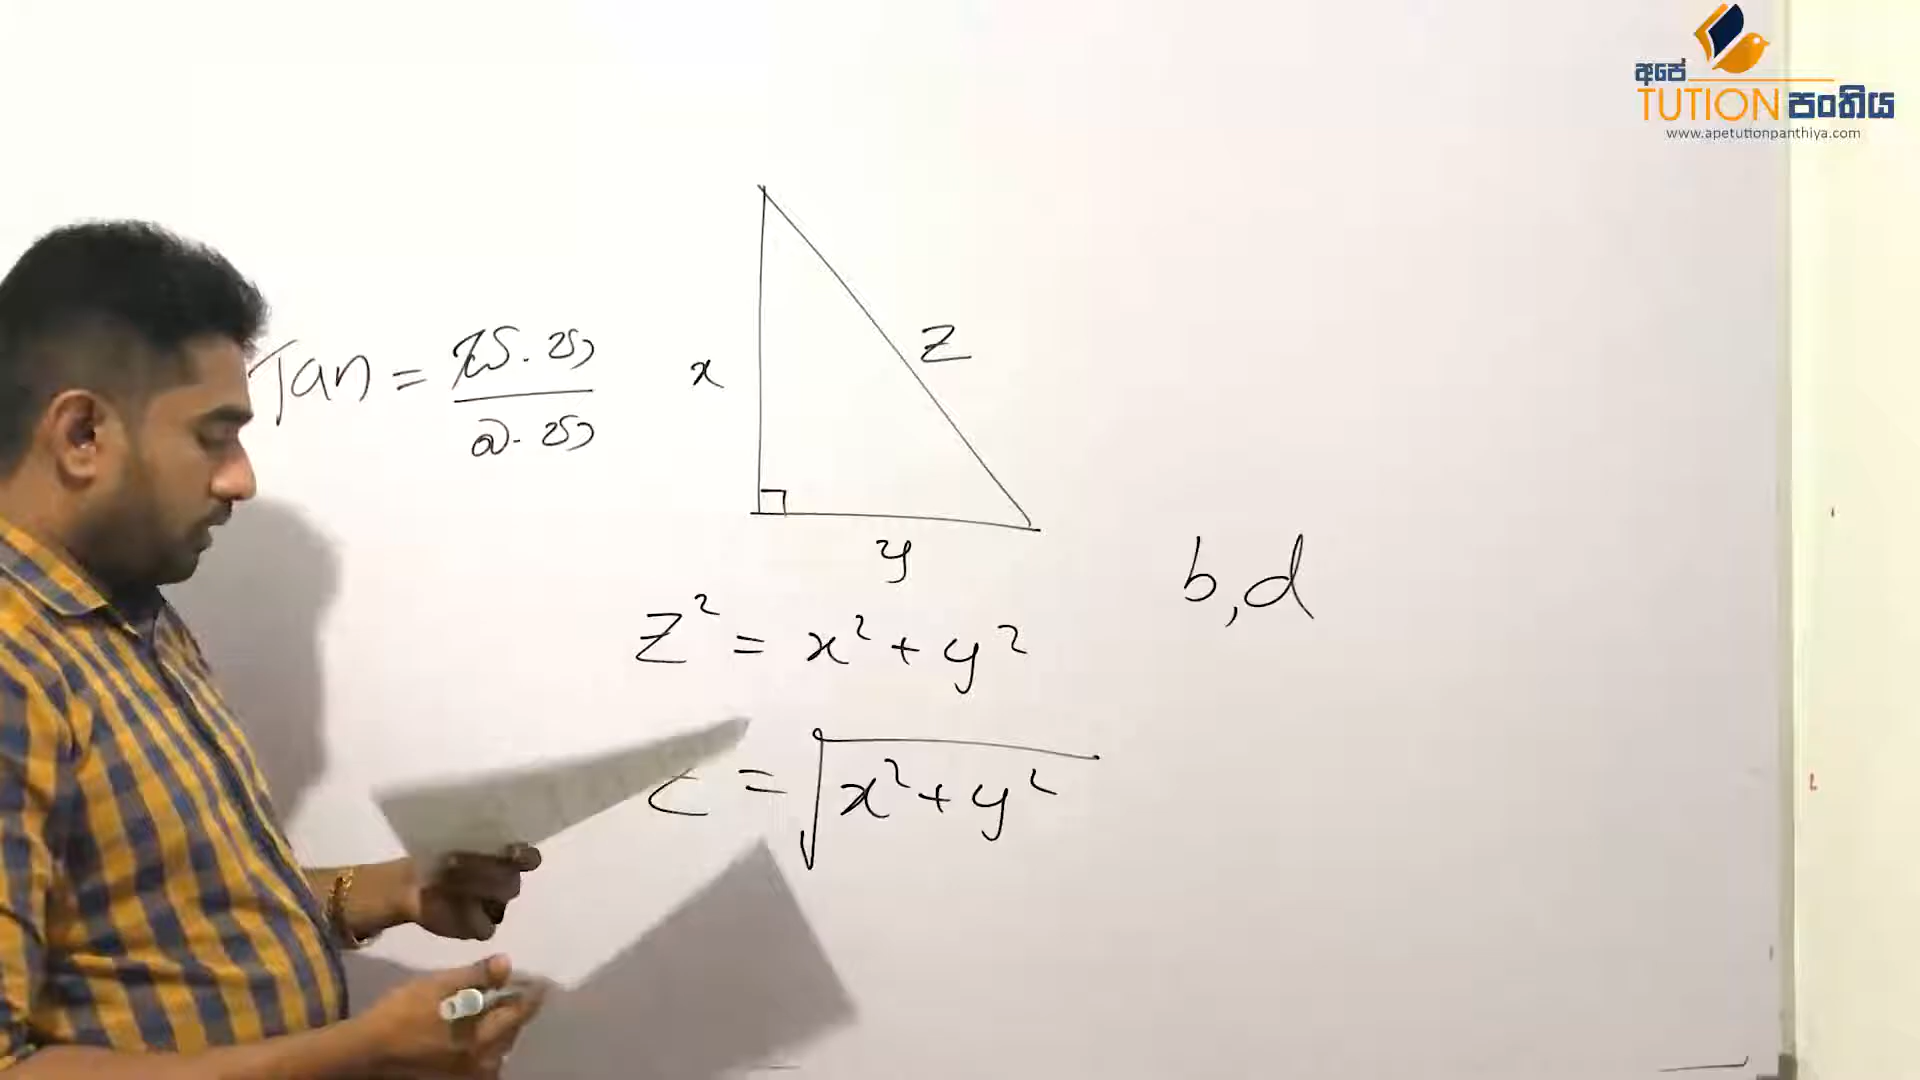 අපේ
TUTION පංතිය
www.apetutionpanthiya.com
Tan = ස.පා
බ.පා
x
z
y
b, d
z² = x² + y²
= √x² + y²